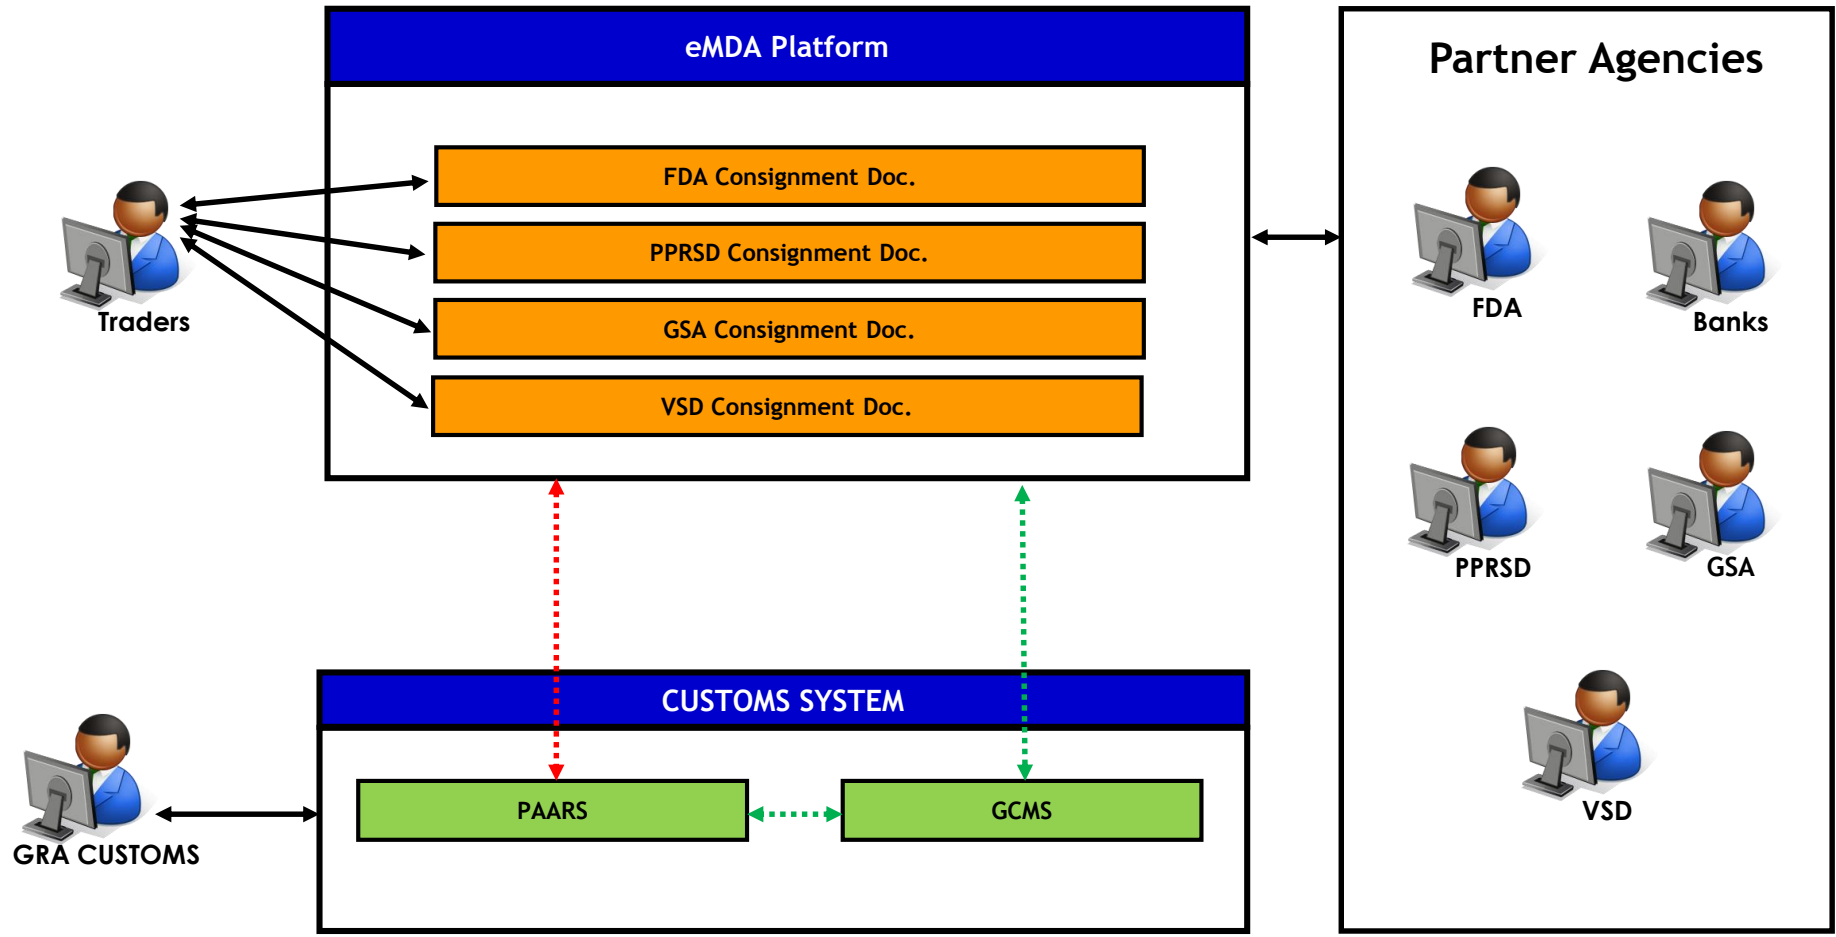 eMDA Platform
Partner Agencies
FDA Consignment Doc.
PPRSD Consignment Doc.
GSA Consignment Doc.
VSD Consignment Doc.
Traders
FDA
Banks
PPRSD
GSA
VSD
CUSTOMS SYSTEM
PAARS
GCMS
GRA CUSTOMS